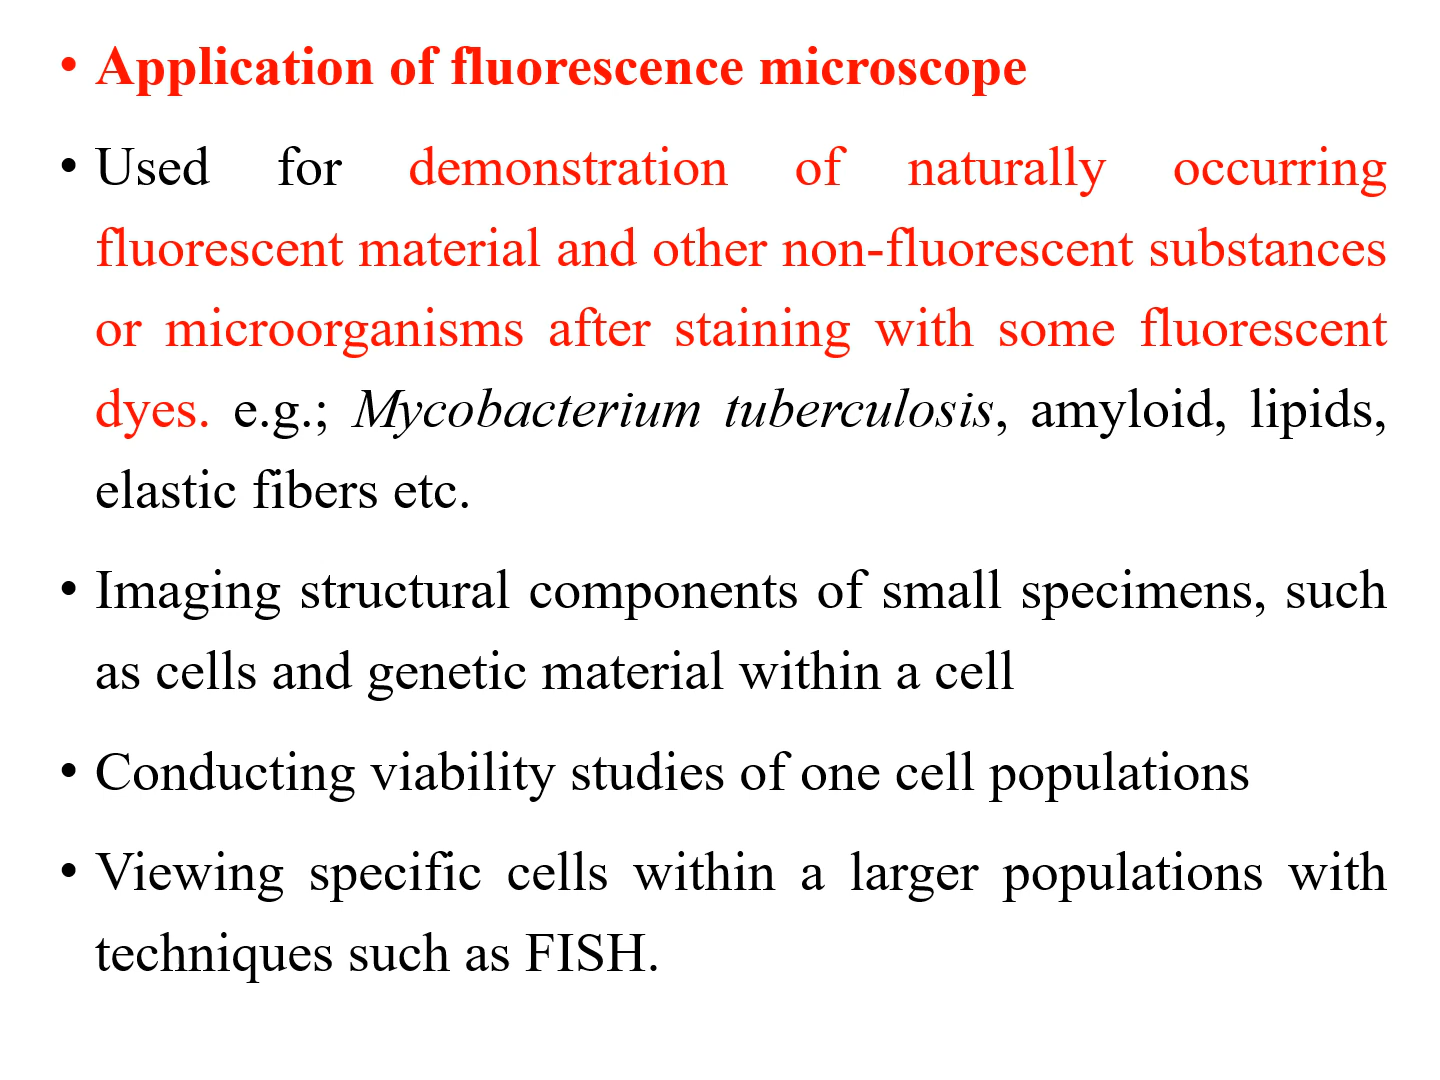 • Application of fluorescence microscope
• Used for demonstration of naturally occurring
fluorescent material and other non-fluorescent substances
or microorganisms after staining with some fluorescent
dyes. e.g.; Mycobacterium tuberculosis, amyloid, lipids,
elastic fibers etc.
• Imaging structural components of small specimens, such
as cells and genetic material within a cell
• Conducting viability studies of one cell populations
• Viewing specific cells within a larger populations with
techniques such as FISH.